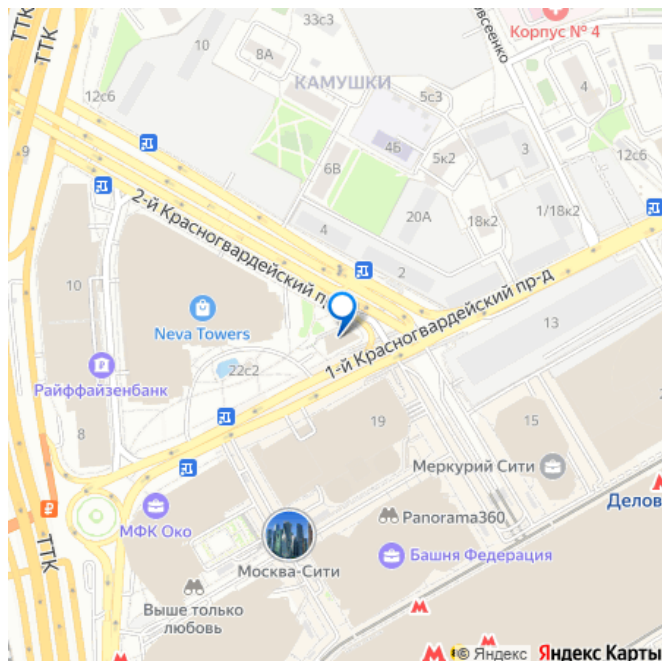 ТТК
ТТК
33с3
овсеенко
Корпус № 4
10
8А
КАМУШКИ
12с6
5с3
4
9
4Б
3
5к2
12с6
6В
2-й Красногвардейский пр-
20А
18к2
1/18к2
4
2
10
1-й Красногвардейский пр-д
Neva Towers
13
Райффайзенбанк
22с2
8
19
15
Меркурий Сити
Делов
МФК Око
Panorama360
ТТК
Башня Федерация
Москва-Сити
Выше только
любовь
© Яндекс Яндекс Карты